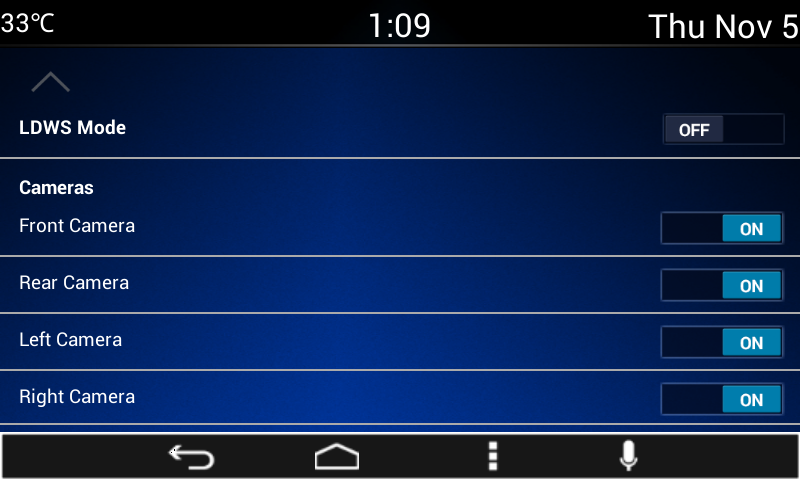 33℃ 1:09 Thu Nov 5
LDWS Mode OFF
Cameras
Front Camera ON
Rear Camera ON
Left Camera ON
Right Camera ON